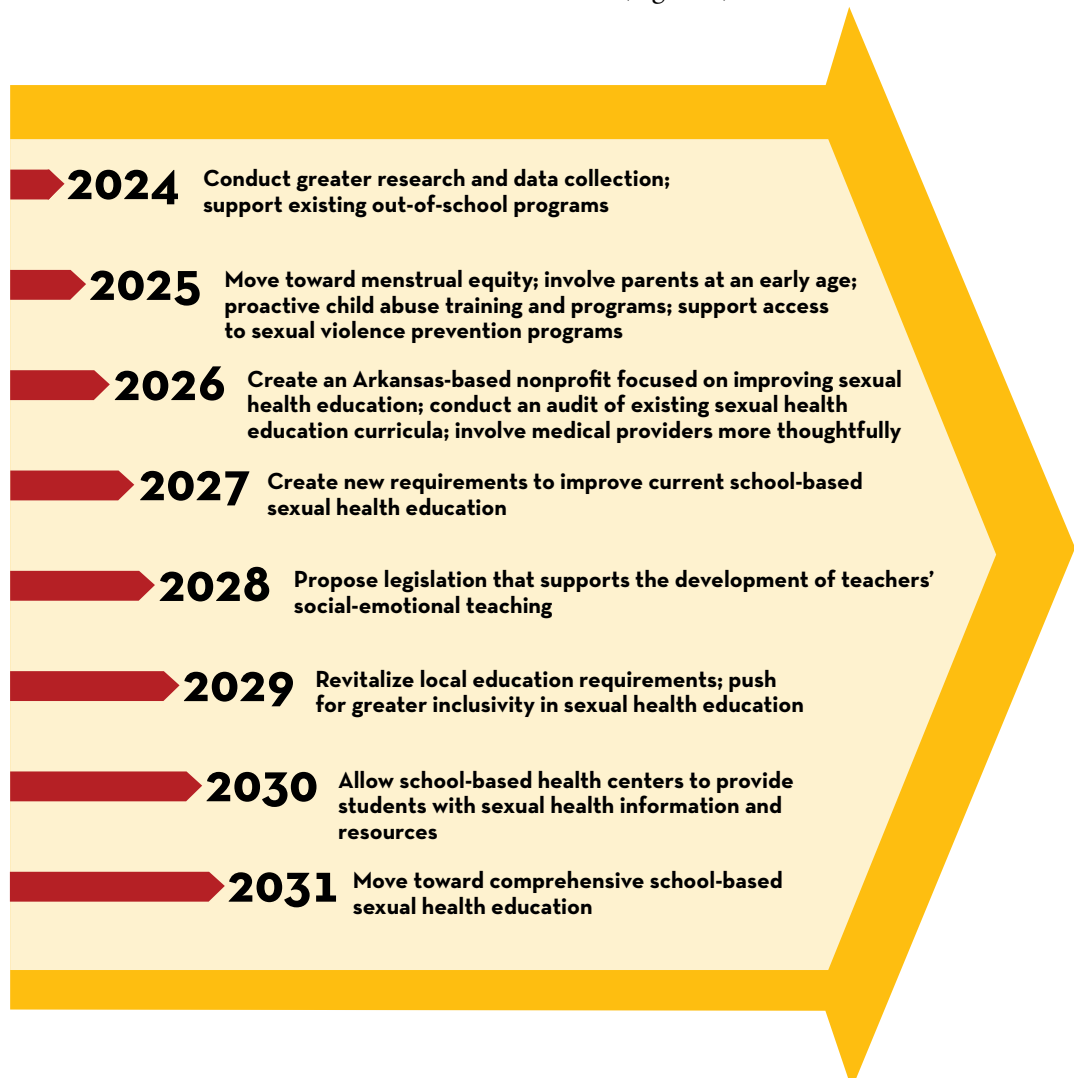 2024 Conduct greater research and data collection;
support existing out-of-school programs
2025 Move toward menstrual equity; involve parents at an early age;
proactive child abuse training and programs; support access
to sexual violence prevention programs
2026 Create an Arkansas-based nonprofit focused on improving sexual
health education; conduct an audit of existing sexual health
education curricula; involve medical providers more thoughtfully
2027 Create new requirements to improve current school-based
sexual health education
2028 Propose legislation that supports the development of teachers’
social-emotional teaching
2029 Revitalize local education requirements; push
for greater inclusivity in sexual health education
2030 Allow school-based health centers to provide
students with sexual health information and
resources
2031 Move toward comprehensive school-based
sexual health education